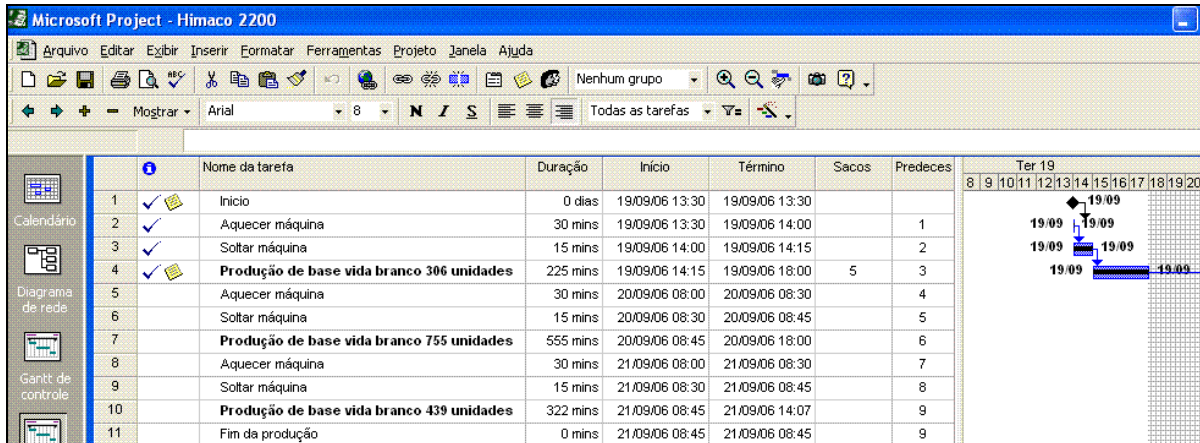 Microsoft Project - Himaco 2200
Arquivo Editar Exibir Inserir Formatar Ferramentas Projeto Janela Ajuda
ABC Nenhum grupo
Mostrar Arial 8 N I S Todas as tarefas
Nome da tarefa Duração Início Término Sacos Predeces Ter 19
8 9 10 11 12 13 14 15 16 17 18 19 20
1 Inicio 0 dias 19/09/06 13:30 19/09/06 13:30 19/09
2 Aquecer máquina 30 mins 19/09/06 13:30 19/09/06 14:00 1 19/09 19/09
3 Soltar máquina 15 mins 19/09/06 14:00 19/09/06 14:15 2 19/09 19/09
4 Produção de base vida branco 306 unidades 225 mins 19/09/06 14:15 19/09/06 18:00 5 3 19/09 19/09
5 Aquecer máquina 30 mins 20/09/06 08:00 20/09/06 08:30 4
6 Soltar máquina 15 mins 20/09/06 08:30 20/09/06 08:45 5
7 Produção de base vida branco 755 unidades 555 mins 20/09/06 08:45 20/09/06 18:00 6
8 Aquecer máquina 30 mins 21/09/06 08:00 21/09/06 08:30 7
9 Soltar máquina 15 mins 21/09/06 08:30 21/09/06 08:45 8
10 Produção de base vida branco 439 unidades 322 mins 21/09/06 08:45 21/09/06 14:07 9
11 Fim da produção 0 mins 21/09/06 08:45 21/09/06 08:45 9
Calendário
Diagrama
de rede
Gantt de
controle